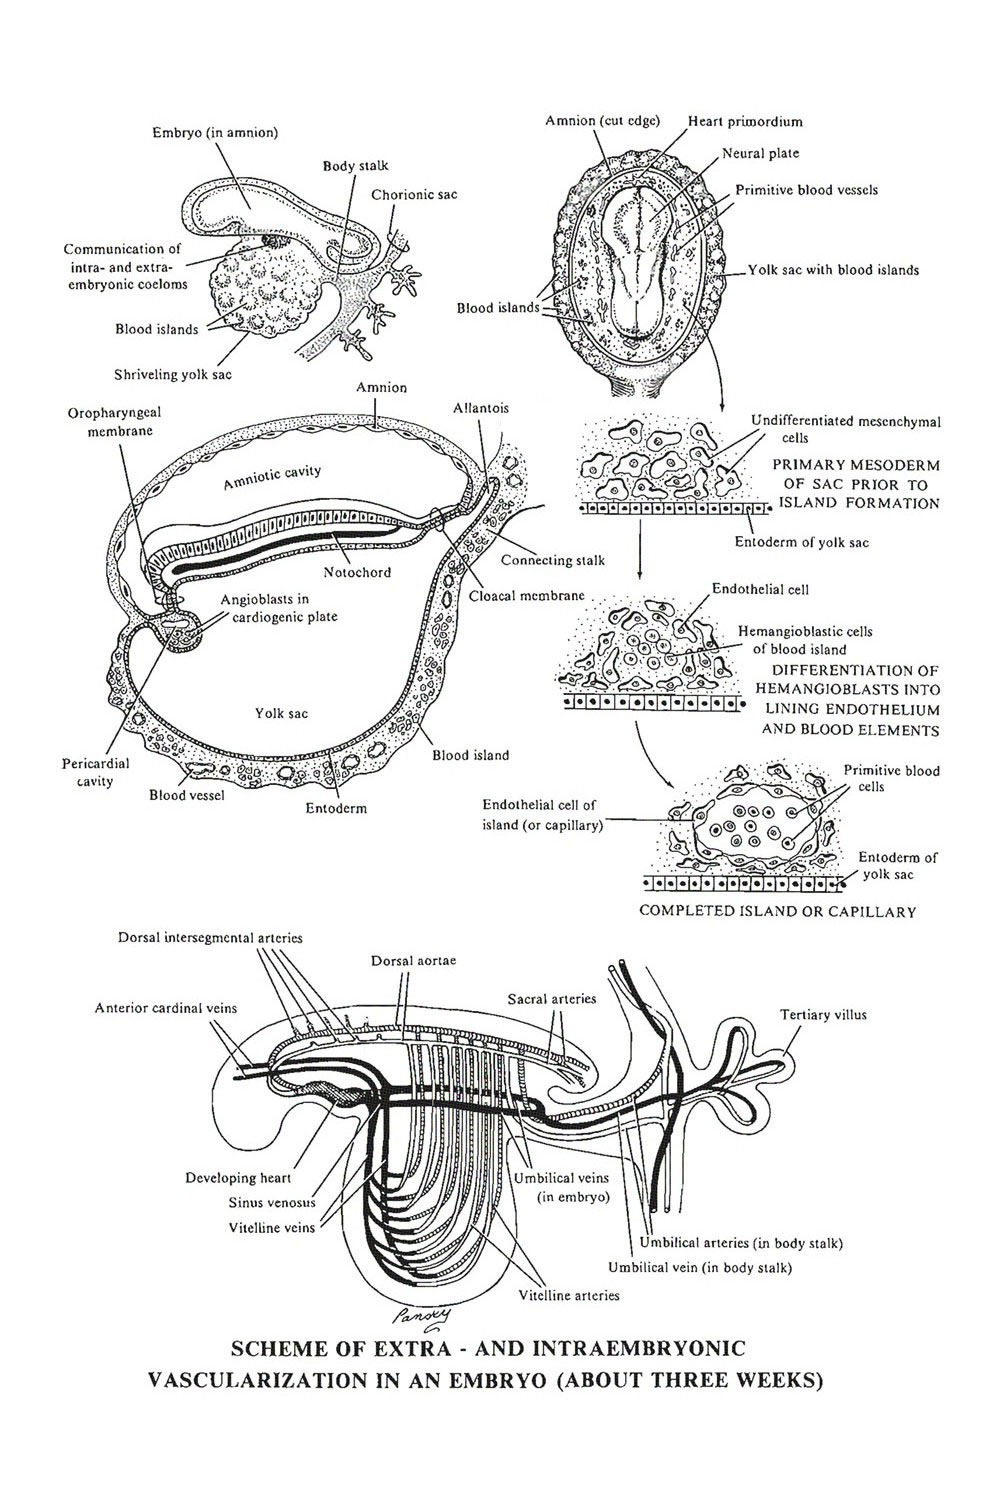 Embryo (in amnion)
Body stalk
Chorionic sac
Communication of
intra- and extra-
embryonic coeloms
Blood islands
Shriveling yolk sac
Amnion (cut edge)
Heart primordium
Neural plate
Primitive blood vessels
Yolk sac with blood islands
Blood islands
Amnion
Oropharyngeal
membrane
Allantois
Amniotic cavity
Notochord
Connecting stalk
Cloacal membrane
Angioblasts in
cardiogenic plate
Yolk sac
Pericardial
cavity
Blood vessel
Entoderm
Blood island
Undifferentiated mesenchymal
cells
PRIMARY MESODERM
OF SAC PRIOR TO
ISLAND FORMATION
Entoderm of yolk sac
Endothelial cell
Hemangioblastic cells
of blood island
DIFFERENTIATION OF
HEMANGIOBLASTS INTO
LINING ENDOTHELIUM
AND BLOOD ELEMENTS
Primitive blood
cells
Endothelial cell of
island (or capillary)
Entoderm of
yolk sac
COMPLETED ISLAND OR CAPILLARY
Dorsal intersegmental arteries
Dorsal aortae
Anterior cardinal veins
Sacral arteries
Tertiary villus
Developing heart
Sinus venosus
Vitelline veins
Umbilical veins
(in embryo)
Umbilical arteries (in body stalk)
Umbilical vein (in body stalk)
Vitelline arteries
Pansky
SCHEME OF EXTRA - AND INTRAEMBRYONIC
VASCULARIZATION IN AN EMBRYO (ABOUT THREE WEEKS)